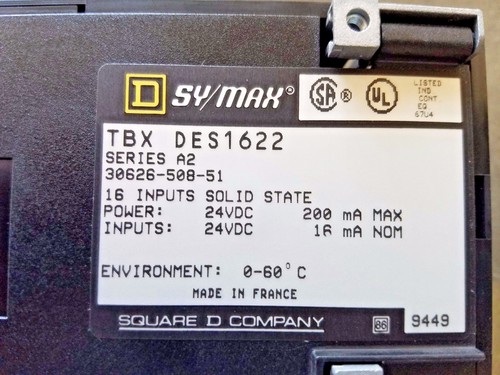 D SY/MAX®
SA ®
UL
LISTED
IND
CONT.
EQ
67U4
TBX DES1622
SERIES A2
30626-508-51
16 INPUTS SOLID STATE
POWER: 24VDC 200 mA MAX
INPUTS: 24VDC 16 mA NOM
ENVIRONMENT: 0-60°C
MADE IN FRANCE
SQUARE D COMPANY
86
9449